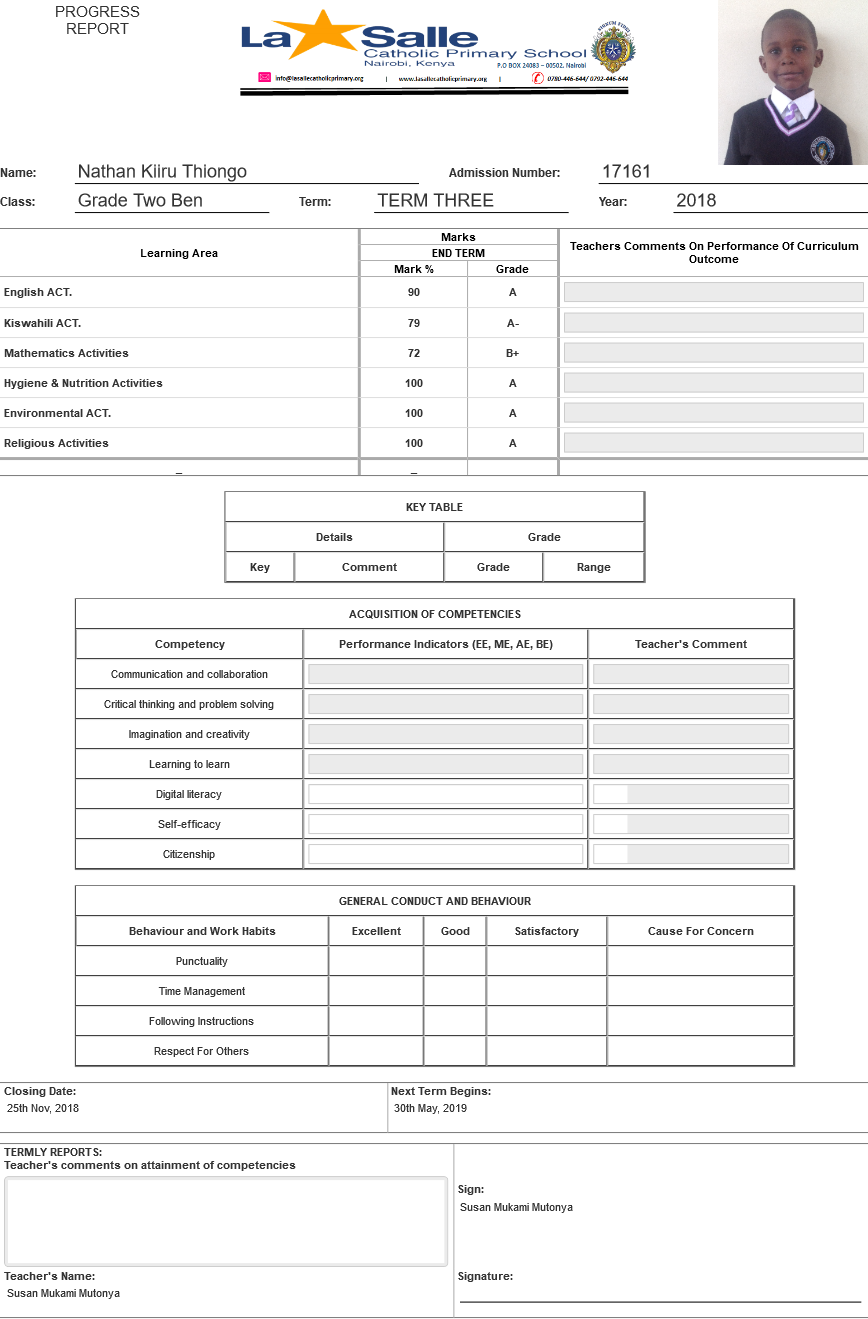 PROGRESS
REPORT
La Salle
Catholic Primary School
Nairobi, Kenya
P.O BOX 24083 – 00502, Nairobi
info@lasallecatholicprimary.org | www.lasallecatholicprimary.org | 0780-446-644/ 0792-446-644
Name: Nathan Kiiru Thiongo Admission Number: 17161
Class: Grade Two Ben Term: TERM THREE Year: 2018
Learning Area Marks Teachers Comments On Performance Of Curriculum Outcome
END TERM
Mark % Grade
English ACT. 90 A
Kiswahili ACT. 79 A-
Mathematics Activities 72 B+
Hygiene & Nutrition Activities 100 A
Environmental ACT. 100 A
Religious Activities 100 A
_ _
KEY TABLE
Details Grade
Key Comment Grade Range
ACQUISITION OF COMPETENCIES
Competency Performance Indicators (EE, ME, AE, BE) Teacher's Comment
Communication and collaboration
Critical thinking and problem solving
Imagination and creativity
Learning to learn
Digital literacy
Self-efficacy
Citizenship
GENERAL CONDUCT AND BEHAVIOUR
Behaviour and Work Habits Excellent Good Satisfactory Cause For Concern
Punctuality
Time Management
Following Instructions
Respect For Others
Closing Date: Next Term Begins:
25th Nov, 2018 30th May, 2019
TERMLY REPORTS:
Teacher's comments on attainment of competencies
Sign:
Susan Mukami Mutonya
Teacher's Name: Signature:
Susan Mukami Mutonya